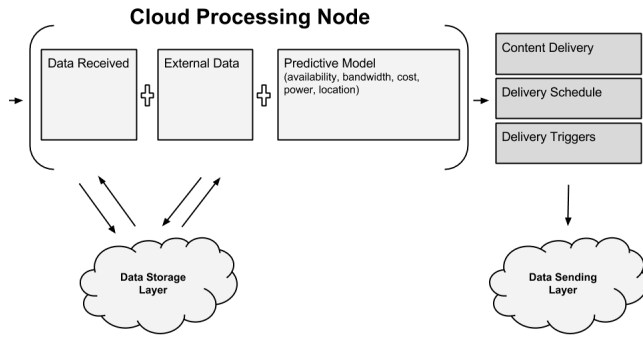 Cloud Processing Node
Data Received
External Data
Predictive Model
(availability, bandwidth, cost,
power, location)
Content Delivery
Delivery Schedule
Delivery Triggers
Data Storage
Layer
Data Sending
Layer